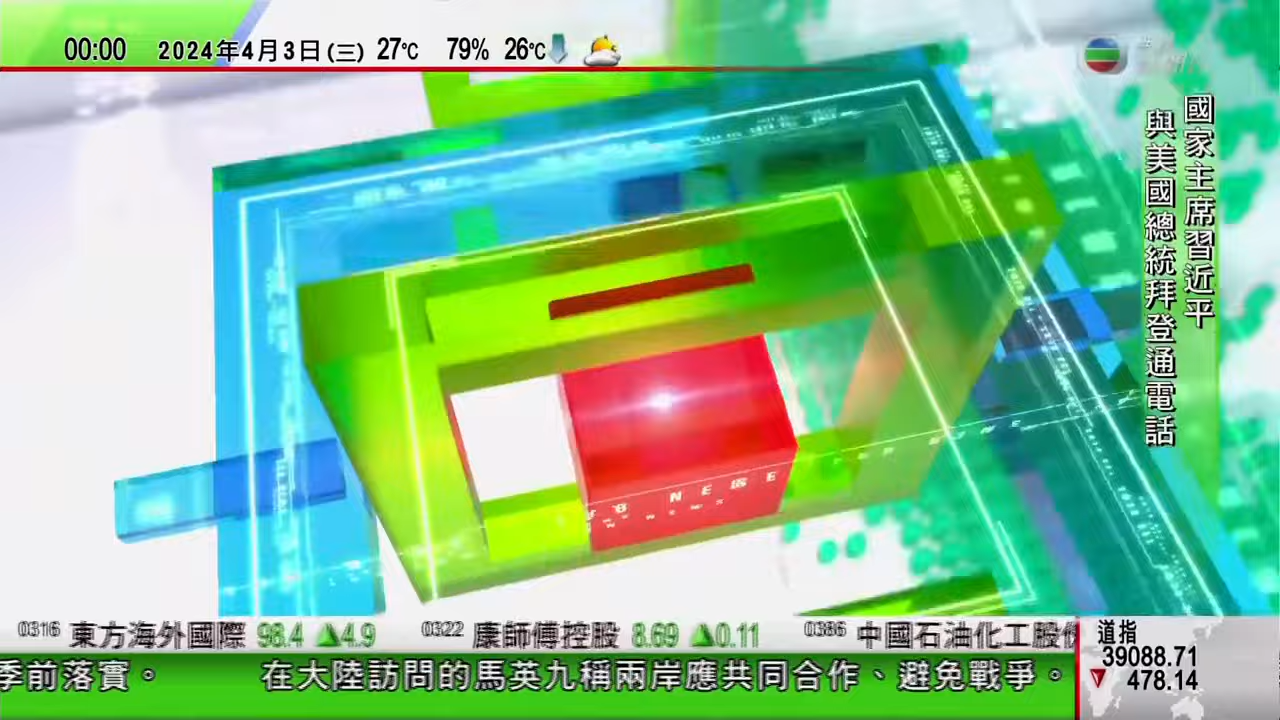 00:00 2024年4月3日(三) 27℃ 79% 26℃
國家主席習近平
與美國總統拜登通電話
0316 東方海外國際 98.4 ▲4.9 0322 康師傅控股 8.69 ▲0.11 0386 中國石油化工股份
道指
39088.71
▼ 478.14
季前落實。 在大陸訪問的馬英九稱兩岸應共同合作、避免戰爭。